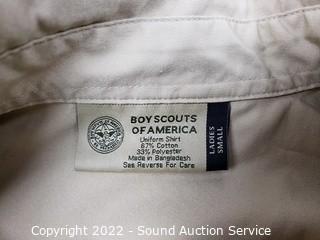 BOY SCOUTS
OF AMERICA
Uniform Shirt
67% Cotton
33% Polyester
Made in Bangladesh
See Reverse For Care
LADIES
SMALL
Copyright 2022 - Sound Auction Service